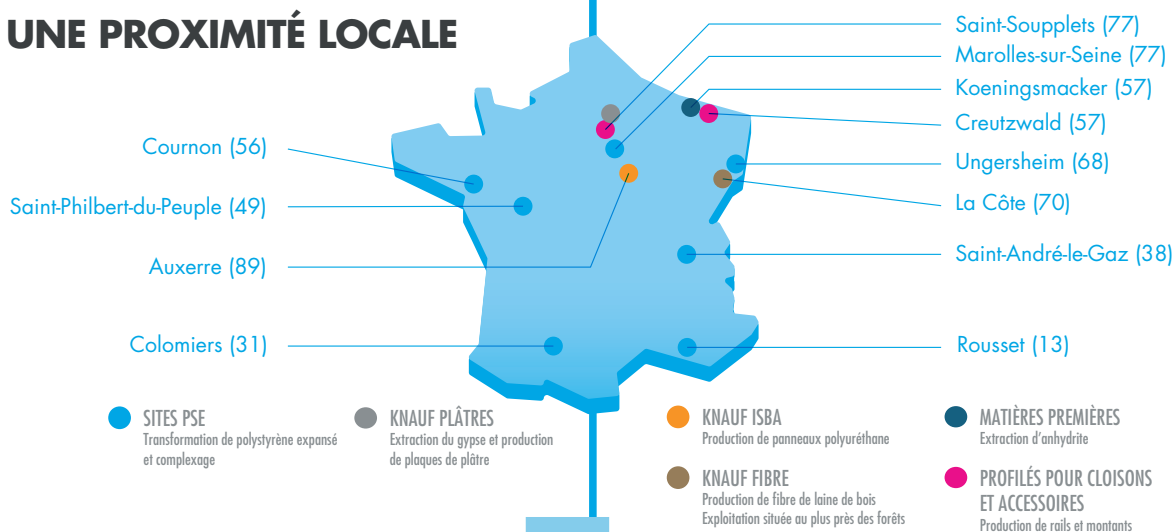 UNE PROXIMITÉ LOCALE
Saint-Soupplets (77)
Marolles-sur-Seine (77)
Koeningsmacker (57)
Creutzwald (57)
Ungersheim (68)
La Côte (70)
Saint-André-le-Gaz (38)
Rousset (13)
Cournon (56)
Saint-Philbert-du-Peuple (49)
Auxerre (89)
Colomiers (31)
SITES PSE
Transformation de polystyrène expansé
et complexage
KNAUF PLÂTRES
Extraction du gypse et production
de plaques de plâtre
KNAUF ISBA
Production de panneaux polyuréthane
KNAUF FIBRE
Production de fibre de laine de bois
Exploitation située au plus près des forêts
MATIÈRES PREMIÈRES
Extraction d'anhydrite
PROFILÉS POUR CLOISONS
ET ACCESSOIRES
Production de rails et montants